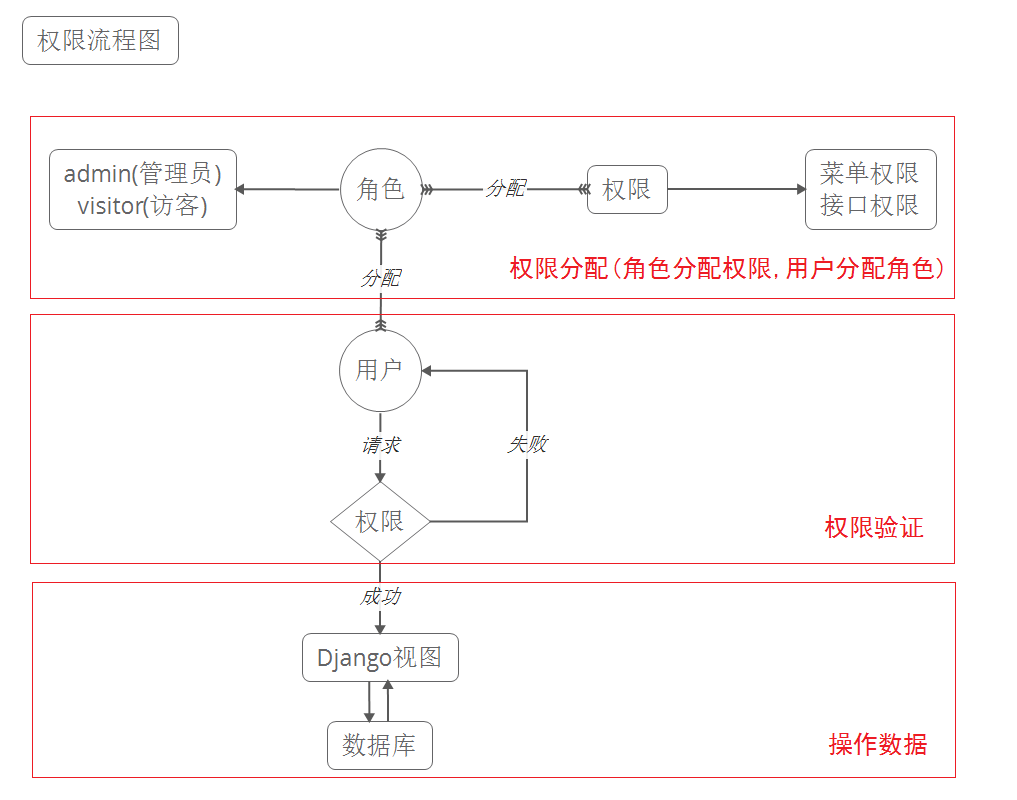 权限流程图
admin(管理员)
visitor(访客)
角色
分配
权限
菜单权限
接口权限
分配
权限分配(角色分配权限,用户分配角色)
用户
请求
失败
权限
权限验证
成功
Django视图
数据库
操作数据